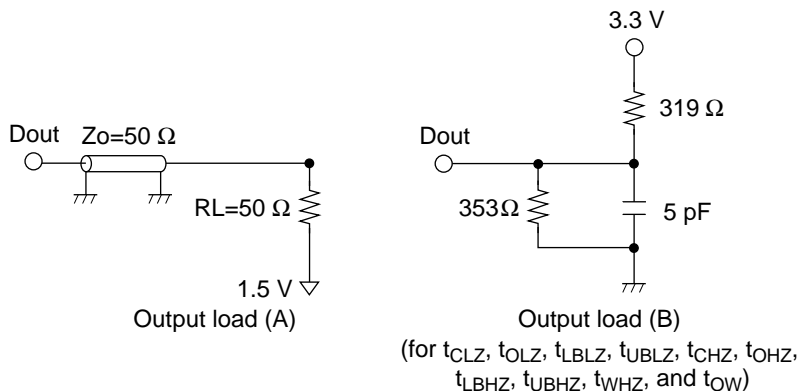 3.3 V
319 Ω
Dout
Zo=50 Ω
Dout
RL=50 Ω
353Ω
5 pF
1.5 V
Output load (A)
Output load (B)
(for tCLZ, tOLZ, tLBLZ, tUBLZ, tCHZ, tOHZ,
tLBHZ, tUBHZ, tWHZ, and tOW)